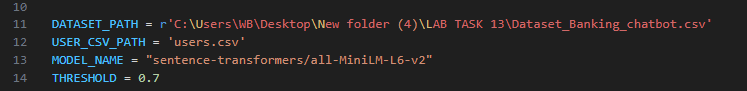 10
11 DATASET_PATH = r'C:\Users\WB\Desktop\New folder (4)\LAB TASK 13\Dataset_Banking_chatbot.csv'
12 USER_CSV_PATH = 'users.csv'
13 MODEL_NAME = "sentence-transformers/all-MiniLM-L6-v2"
14 THRESHOLD = 0.7